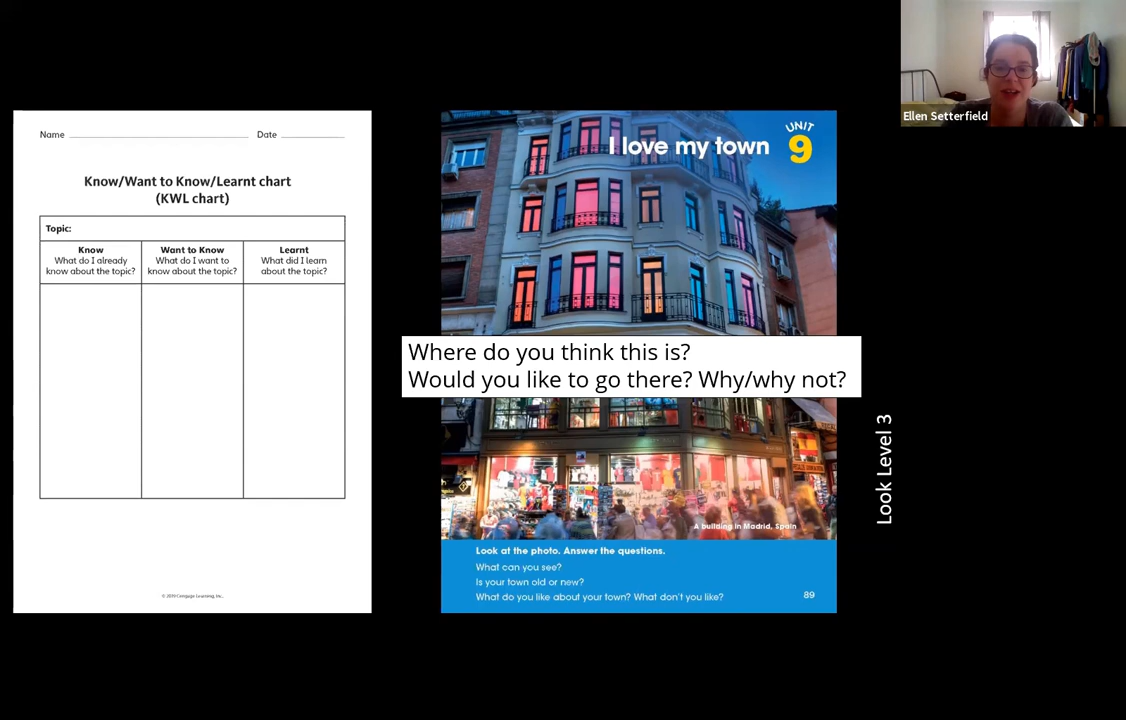 Name
Date
Know/Want to Know/Learnt chart
(KWL chart)
Topic:
Know
What do I already
know about the topic?
Want to Know
What do I want to
know about the topic?
Learnt
What did I learn
about the topic?
© 2019 Cengage Learning, Inc.
UNIT
9
I love my town
Where do you think this is?
Would you like to go there? Why/why not?
A building in Madrid, Spain
Look at the photo. Answer the questions.
What can you see?
Is your town old or new?
What do you like about your town? What don't you like?
89
Look Level 3
Ellen Setterfield